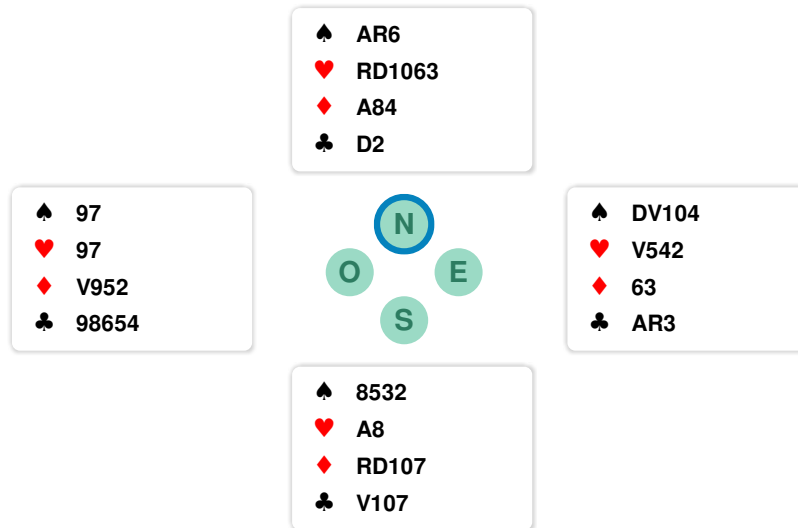 ♠ AR6
♥ RD1063
♦ A84
♣ D2
♠ 97
♥ 97
♦ V952
♣ 98654
N
O E
S
♠ DV104
♥ V542
♦ 63
♣ AR3
♠ 8532
♥ A8
♦ RD107
♣ V107